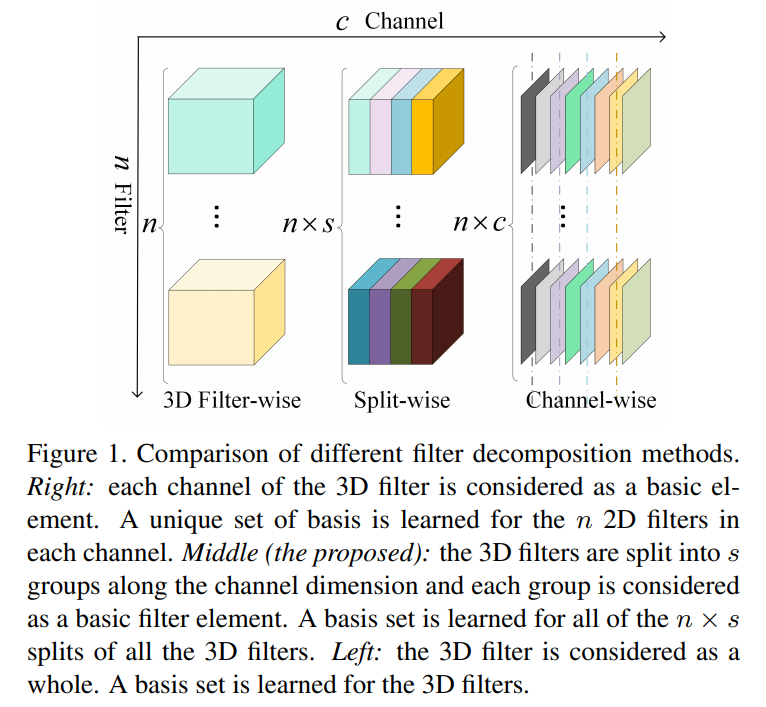 c Channel
n Filter
n
n×s
n×c
3D Filter-wise
Split-wise
Channel-wise
Figure 1. Comparison of different filter decomposition methods.
Right: each channel of the 3D filter is considered as a basic el-
ement. A unique set of basis is learned for the n 2D filters in
each channel. Middle (the proposed): the 3D filters are split into s
groups along the channel dimension and each group is considered
as a basic filter element. A basis set is learned for all of the n × s
splits of all the 3D filters. Left: the 3D filter is considered as a
whole. A basis set is learned for the 3D filters.